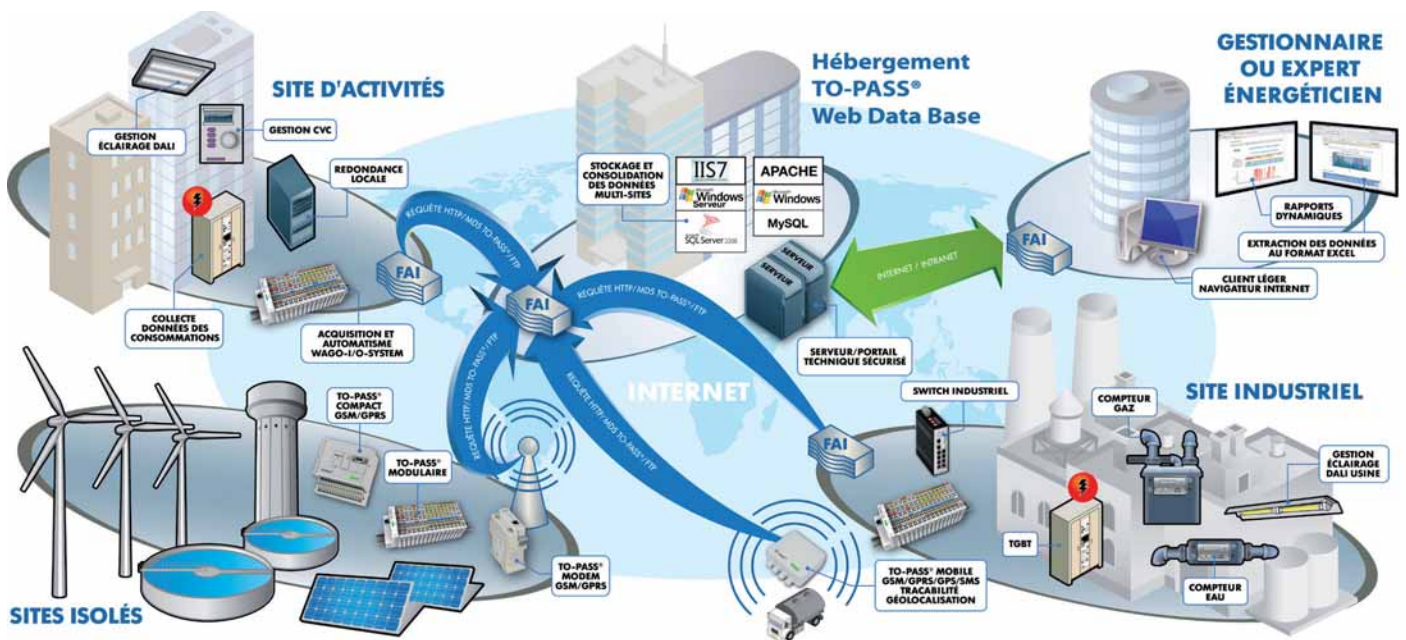 SITE D'ACTIVITÉS
GESTION
ÉCLAIRAGE DALI
GESTION CVC
REDONDANCE
LOCALE
COLLECTE
DONNÉES DES
CONSOMMATIONS
ACQUISITION ET
AUTOMATISME
WAGO-I/O-SYSTEM
FAI
REQUÊTE HTTP/MDS TO-PASS®/FTP
Hébergement
TO-PASS®
Web Data Base
STOCKAGE ET
CONSOLIDATION
DES DONNÉES
MULTI-SITES
IIS7
Windows
Serveur
SQL Server 2008
APACHE
Windows
MySQL
SERVEUR
SERVEUR
SERVEUR/PORTAIL
TECHNIQUE SÉCURISÉ
INTERNET / INTRANET
GESTIONNAIRE
OU EXPERT
ÉNERGÉTICIEN
RAPPORTS
DYNAMIQUES
EXTRACTION DES DONNÉES
AU FORMAT EXCEL
CLIENT LÉGER
NAVIGATEUR INTERNET
FAI
FAI
REQUÊTE HTTP/MDS TO-PASS®/FTP
REQUÊTE HTTP/MDS TO-PASS®/FTP
REQUÊTE HTTP/MDS TO-PASS®/FTP
INTERNET
SITES ISOLÉS
TO-PASS®
COMPACT
GSM/GPRS
TO-PASS®
MODULAIRE
TO-PASS®
MODEM
GSM/GPRS
TO-PASS® MOBILE
GSM/GPRS/GPS/SMS
TRACABILITÉ
GÉOLOCALISATION
SITE INDUSTRIEL
SWITCH INDUSTRIEL
FAI
COMPTEUR
GAZ
GESTION
ÉCLAIRAGE
DALI USINE
TGBT
COMPTEUR
EAU